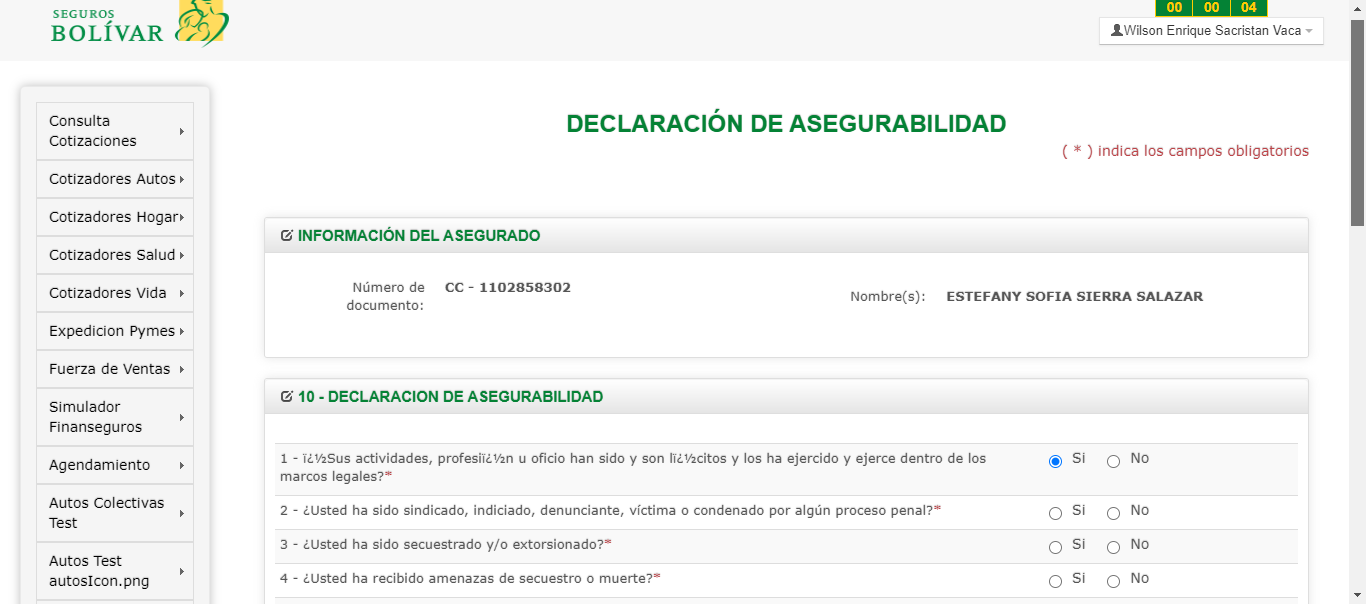 SEGUROS
BOLÍVAR
00 00 04
Wilson Enrique Sacristan Vaca
Consulta
Cotizaciones
Cotizadores Autos
Cotizadores Hogar
Cotizadores Salud
Cotizadores Vida
Expedicion Pymes
Fuerza de Ventas
Simulador
Finanseguros
Agendamiento
Autos Colectivas
Test
Autos Test
autosIcon.png
DECLARACIÓN DE ASEGURABILIDAD
( * ) indica los campos obligatorios
INFORMACIÓN DEL ASEGURADO
Número de
documento:
CC - 1102858302
Nombre(s): ESTEFANY SOFIA SIERRA SALAZAR
10 - DECLARACION DE ASEGURABILIDAD
1 - ï¿½Sus actividades, profesiï¿½n u oficio han sido y son lï¿½citos y los ha ejercido y ejerce dentro de los
marcos legales?*
Si No
2 - ¿Usted ha sido sindicado, indiciado, denunciante, víctima o condenado por algún proceso penal?* Si No
3 - ¿Usted ha sido secuestrado y/o extorsionado?* Si No
4 - ¿Usted ha recibido amenazas de secuestro o muerte?* Si No